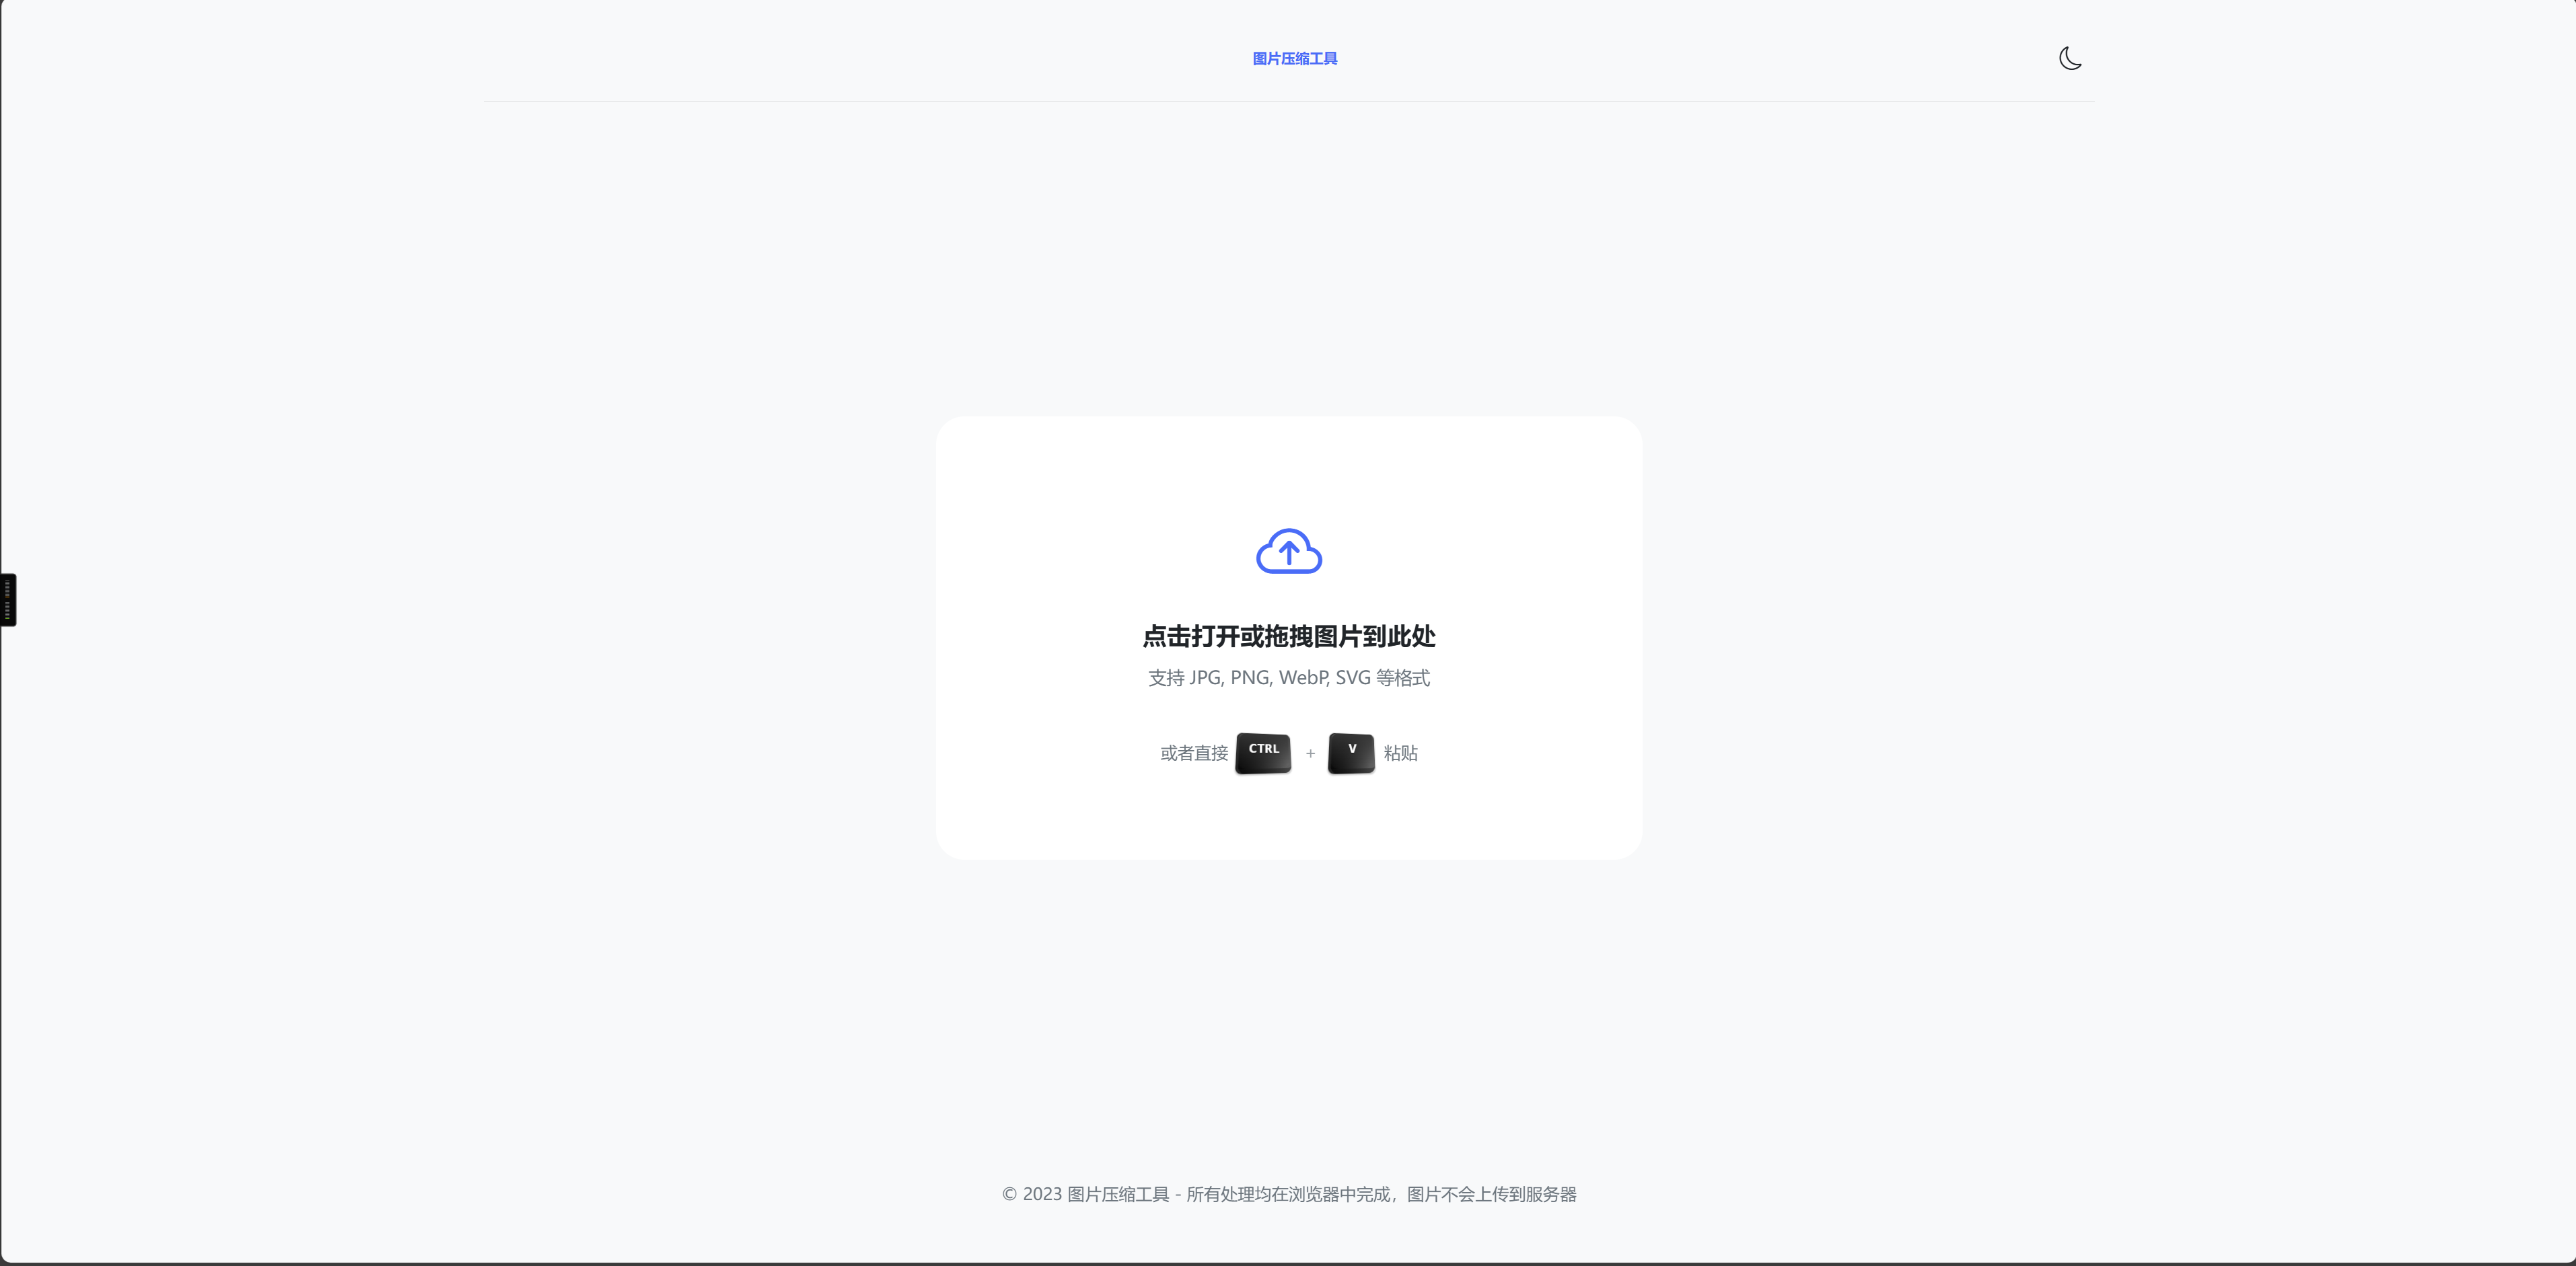 图片压缩工具
点击打开或拖拽图片到此处
支持 JPG, PNG, WebP, SVG 等格式
或者直接 CTRL + V 粘贴
© 2023 图片压缩工具 - 所有处理均在浏览器中完成，图片不会上传到服务器